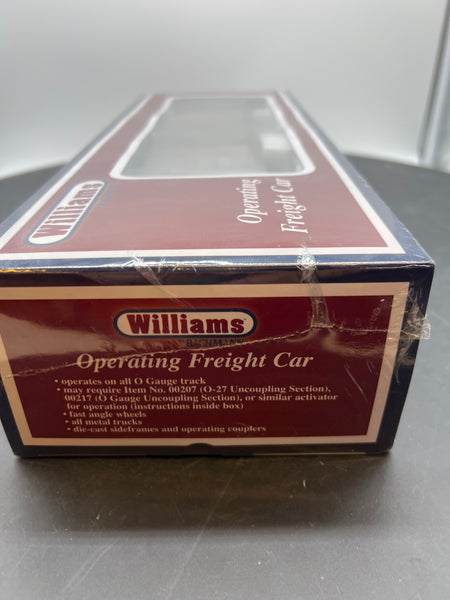 Williams
Operating
Freight Car
Williams
BACHMANN
Operating Freight Car
• operates on all O Gauge track
• may require Item No. 00207 (O-27 Uncoupling Section),
00217 (O Gauge Uncoupling Section), or similar activator
for operation (instructions inside box)
• fast angle wheels
• all metal trucks
• die-cast sideframes and operating couplers